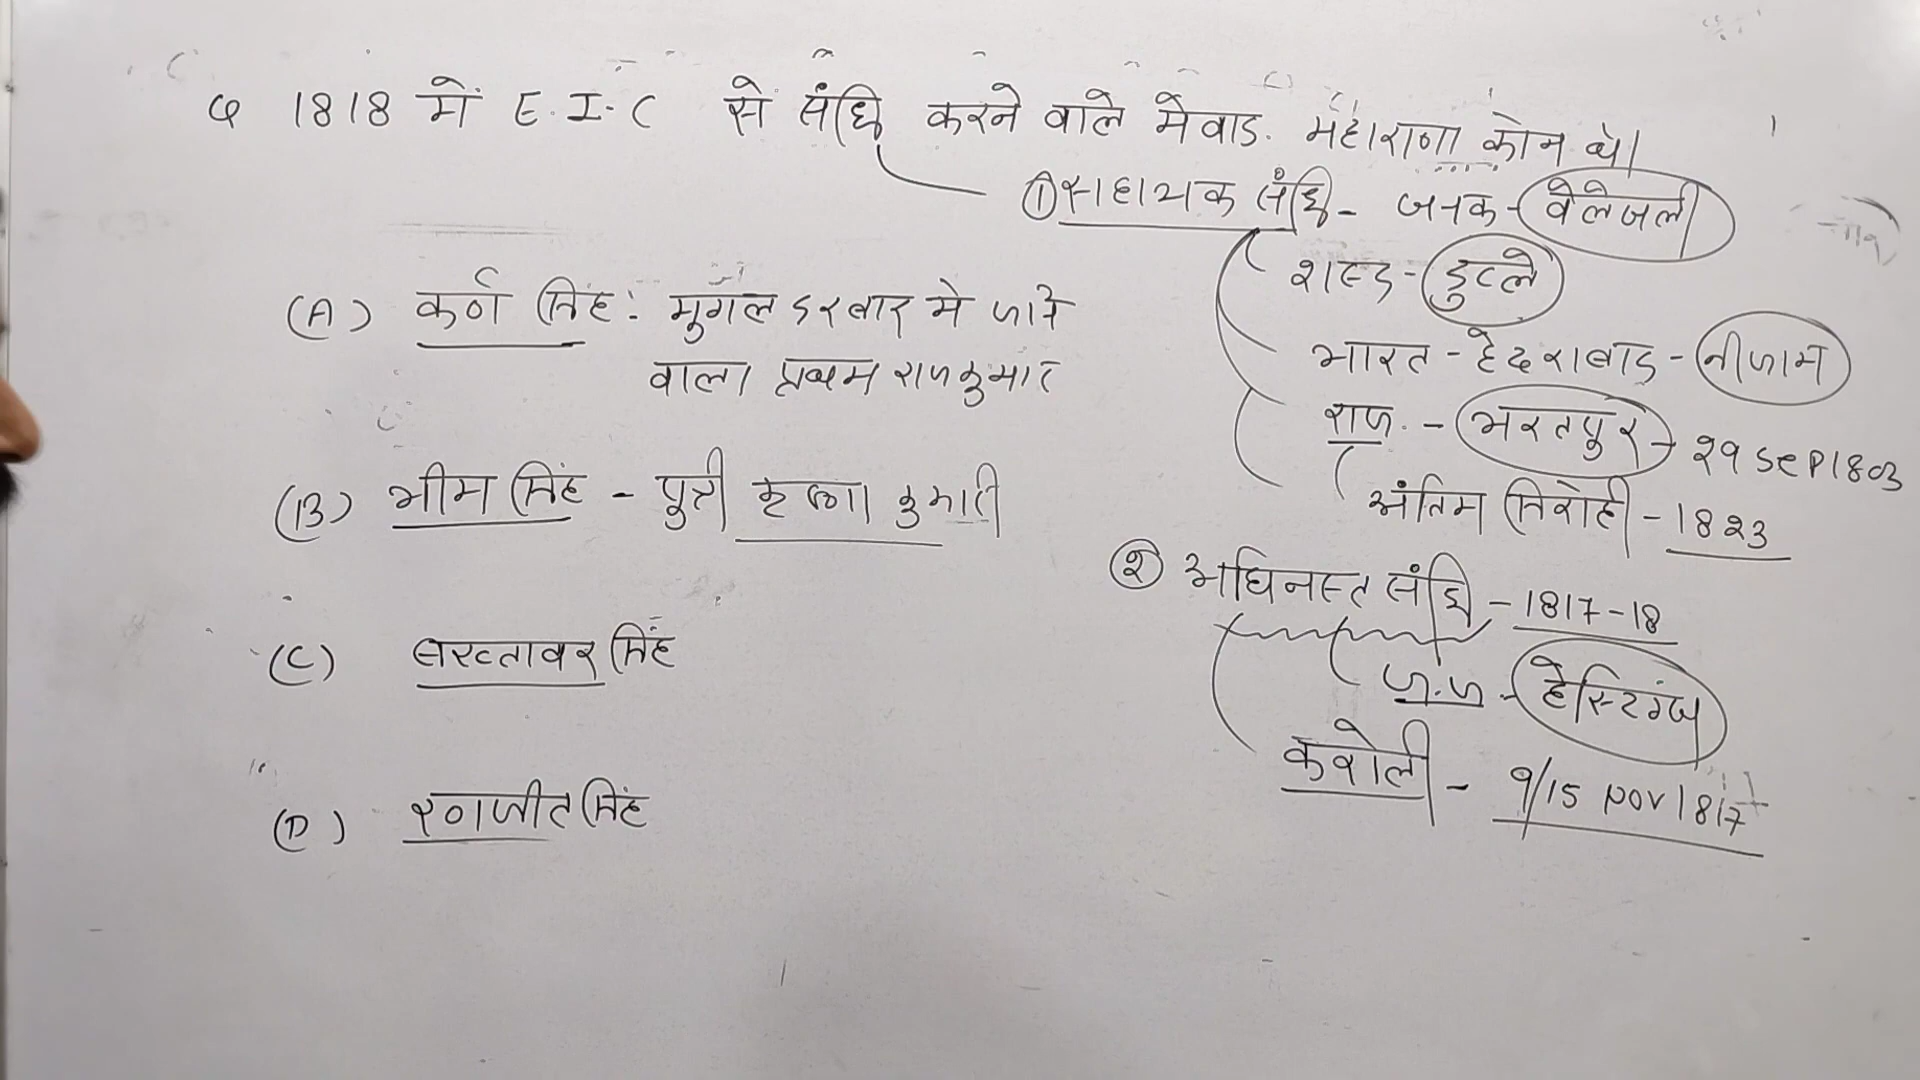 Q 1818 में E.I.C से संधि करने वाले मेवाड. महाराणा कोन थे।
① सहायक संधि - जनक - वेलेजली
शब्द - डुप्ले
भारत - हेदराबाद - नीजाम
राज. - भरतपुर - 29 Sep 1803
अंतिम सिरोही - 1823
② अधिनस्त संधि - 1817-18
ज.ज - हेस्टिंग्ज
करोली - 9/15 NOV 1817
(A) कर्ण सिंह : मुगल दरबार मे जाने
वाला प्रथम राजकुमार
(B) भीम सिंह - पुत्री कृष्णा कुमारी
(C) बख्तावर सिंह
(D) रणजीत सिंह